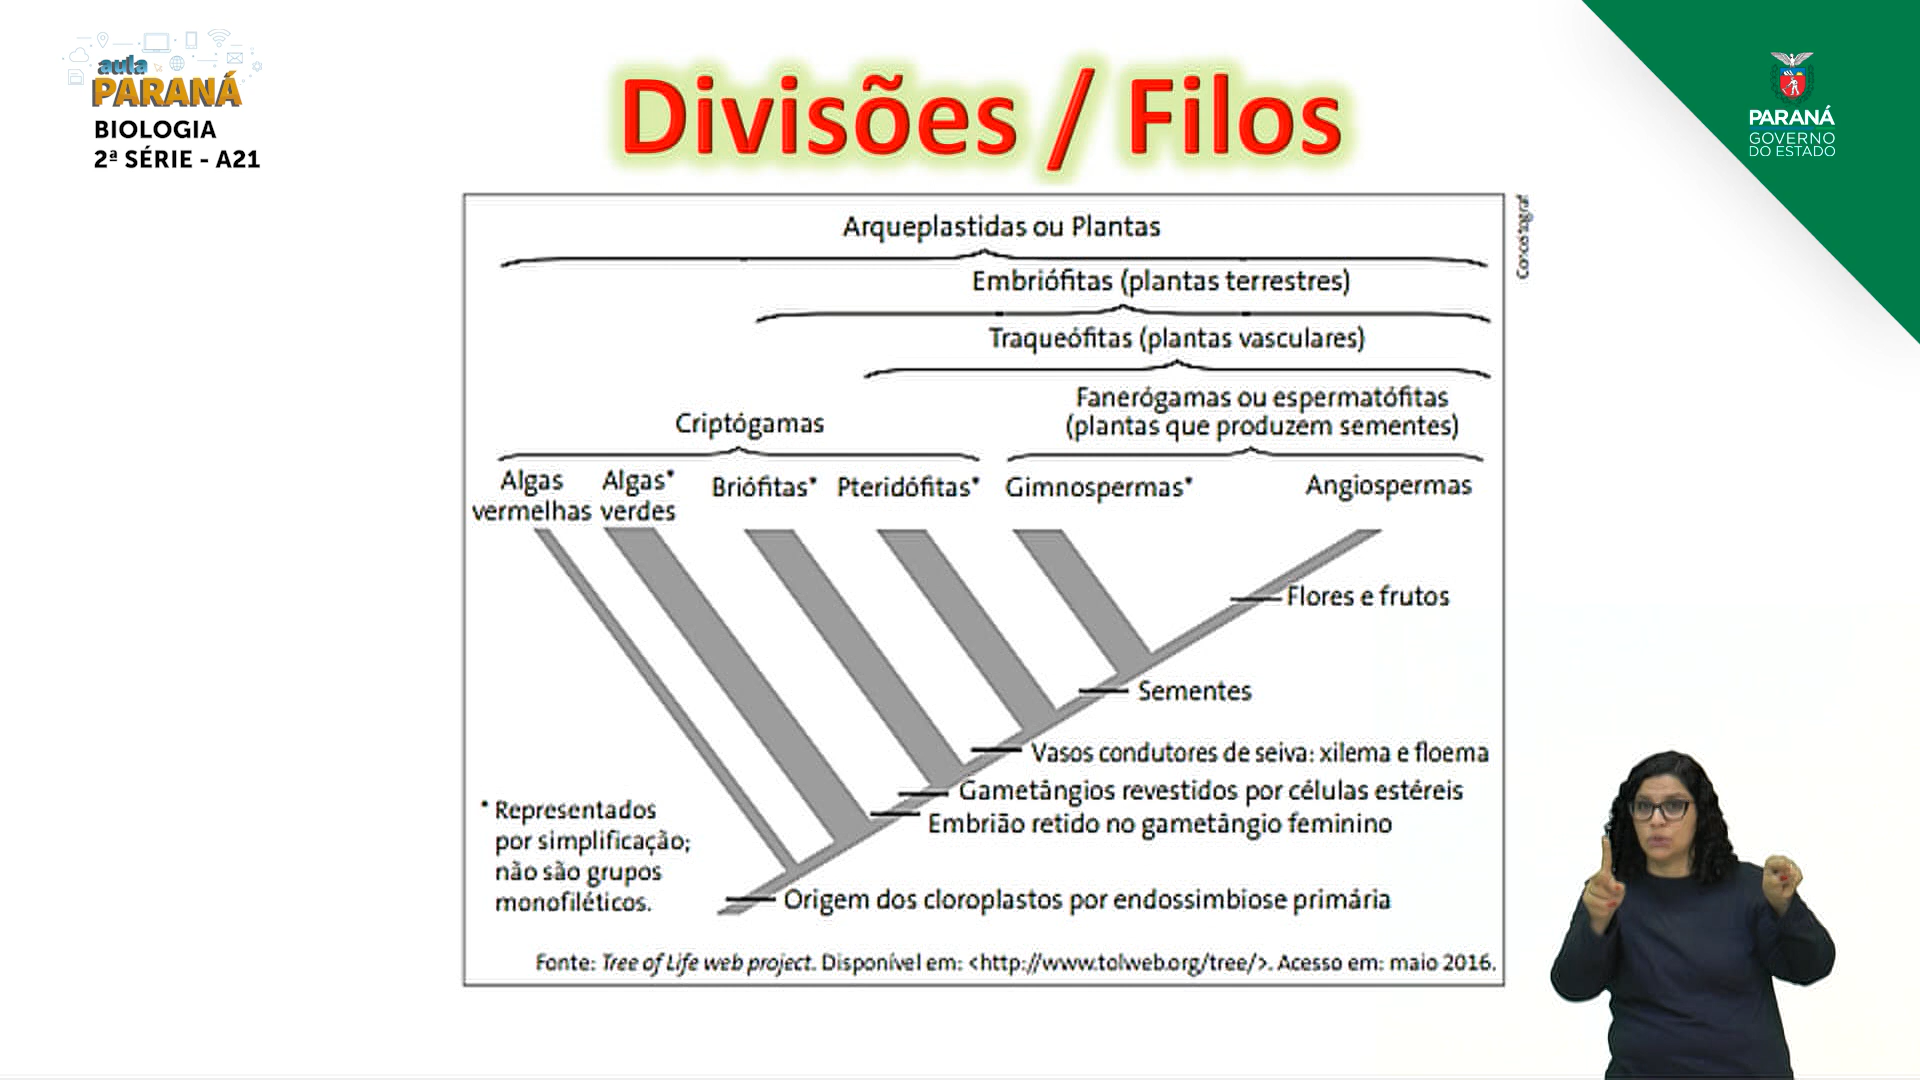 aula
PARANÁ
BIOLOGIA
2ª SÉRIE - A21
Divisões / Filos
PARANÁ
GOVERNO
DO ESTADO
Arqueplastidas ou Plantas
Embriófitas (plantas terrestres)
Traqueófitas (plantas vasculares)
Fanerógamas ou espermatófitas
(plantas que produzem sementes)
Criptógamas
Algas
vermelhas
Algas*
verdes
Briófitas*
Pteridófitas*
Gimnospermas*
Angiospermas
Flores e frutos
Sementes
Vasos condutores de seiva: xilema e floema
Gametângios revestidos por células estéreis
Embrião retido no gametângio feminino
Origem dos cloroplastos por endossimbiose primária
* Representados
por simplificação;
não são grupos
monofiléticos.
Fonte: Tree of Life web project. Disponível em: <http://www.tolweb.org/tree/>. Acesso em: maio 2016.